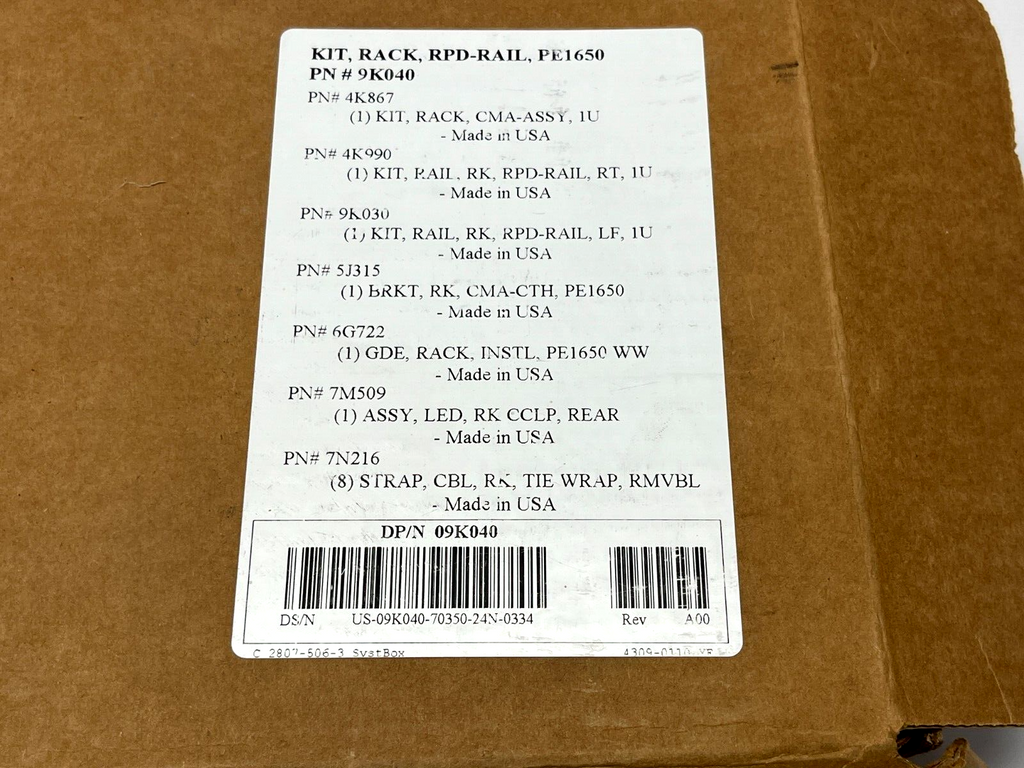 KIT, RACK, RPD-RAIL, PE1650
PN # 9K040
PN# 4K867
(1) KIT, RACK, CMA-ASSY, 1U
- Made in USA
PN# 4K990
(1) KIT, RAIL, RK, RPD-RAIL, RT, 1U
- Made in USA
PN# 9K030
(1) KIT, RAIL, RK, RPD-RAIL, LF, 1U
- Made in USA
PN# 5J315
(1) BRKT, RK, CMA-CTH, PE1650
- Made in USA
PN# 6G722
(1) GDE, RACK, INSTL, PE1650 WW
- Made in USA
PN# 7M509
(1) ASSY, LED, RK CCLP, REAR
- Made in USA
PN# 7N216
(8) STRAP, CBL, RK, TIE WRAP, RMVBL
- Made in USA
DP/N 09K040
DS/N US-09K040-70350-24N-0334 Rev A00
C 2807-506-3 SystBox